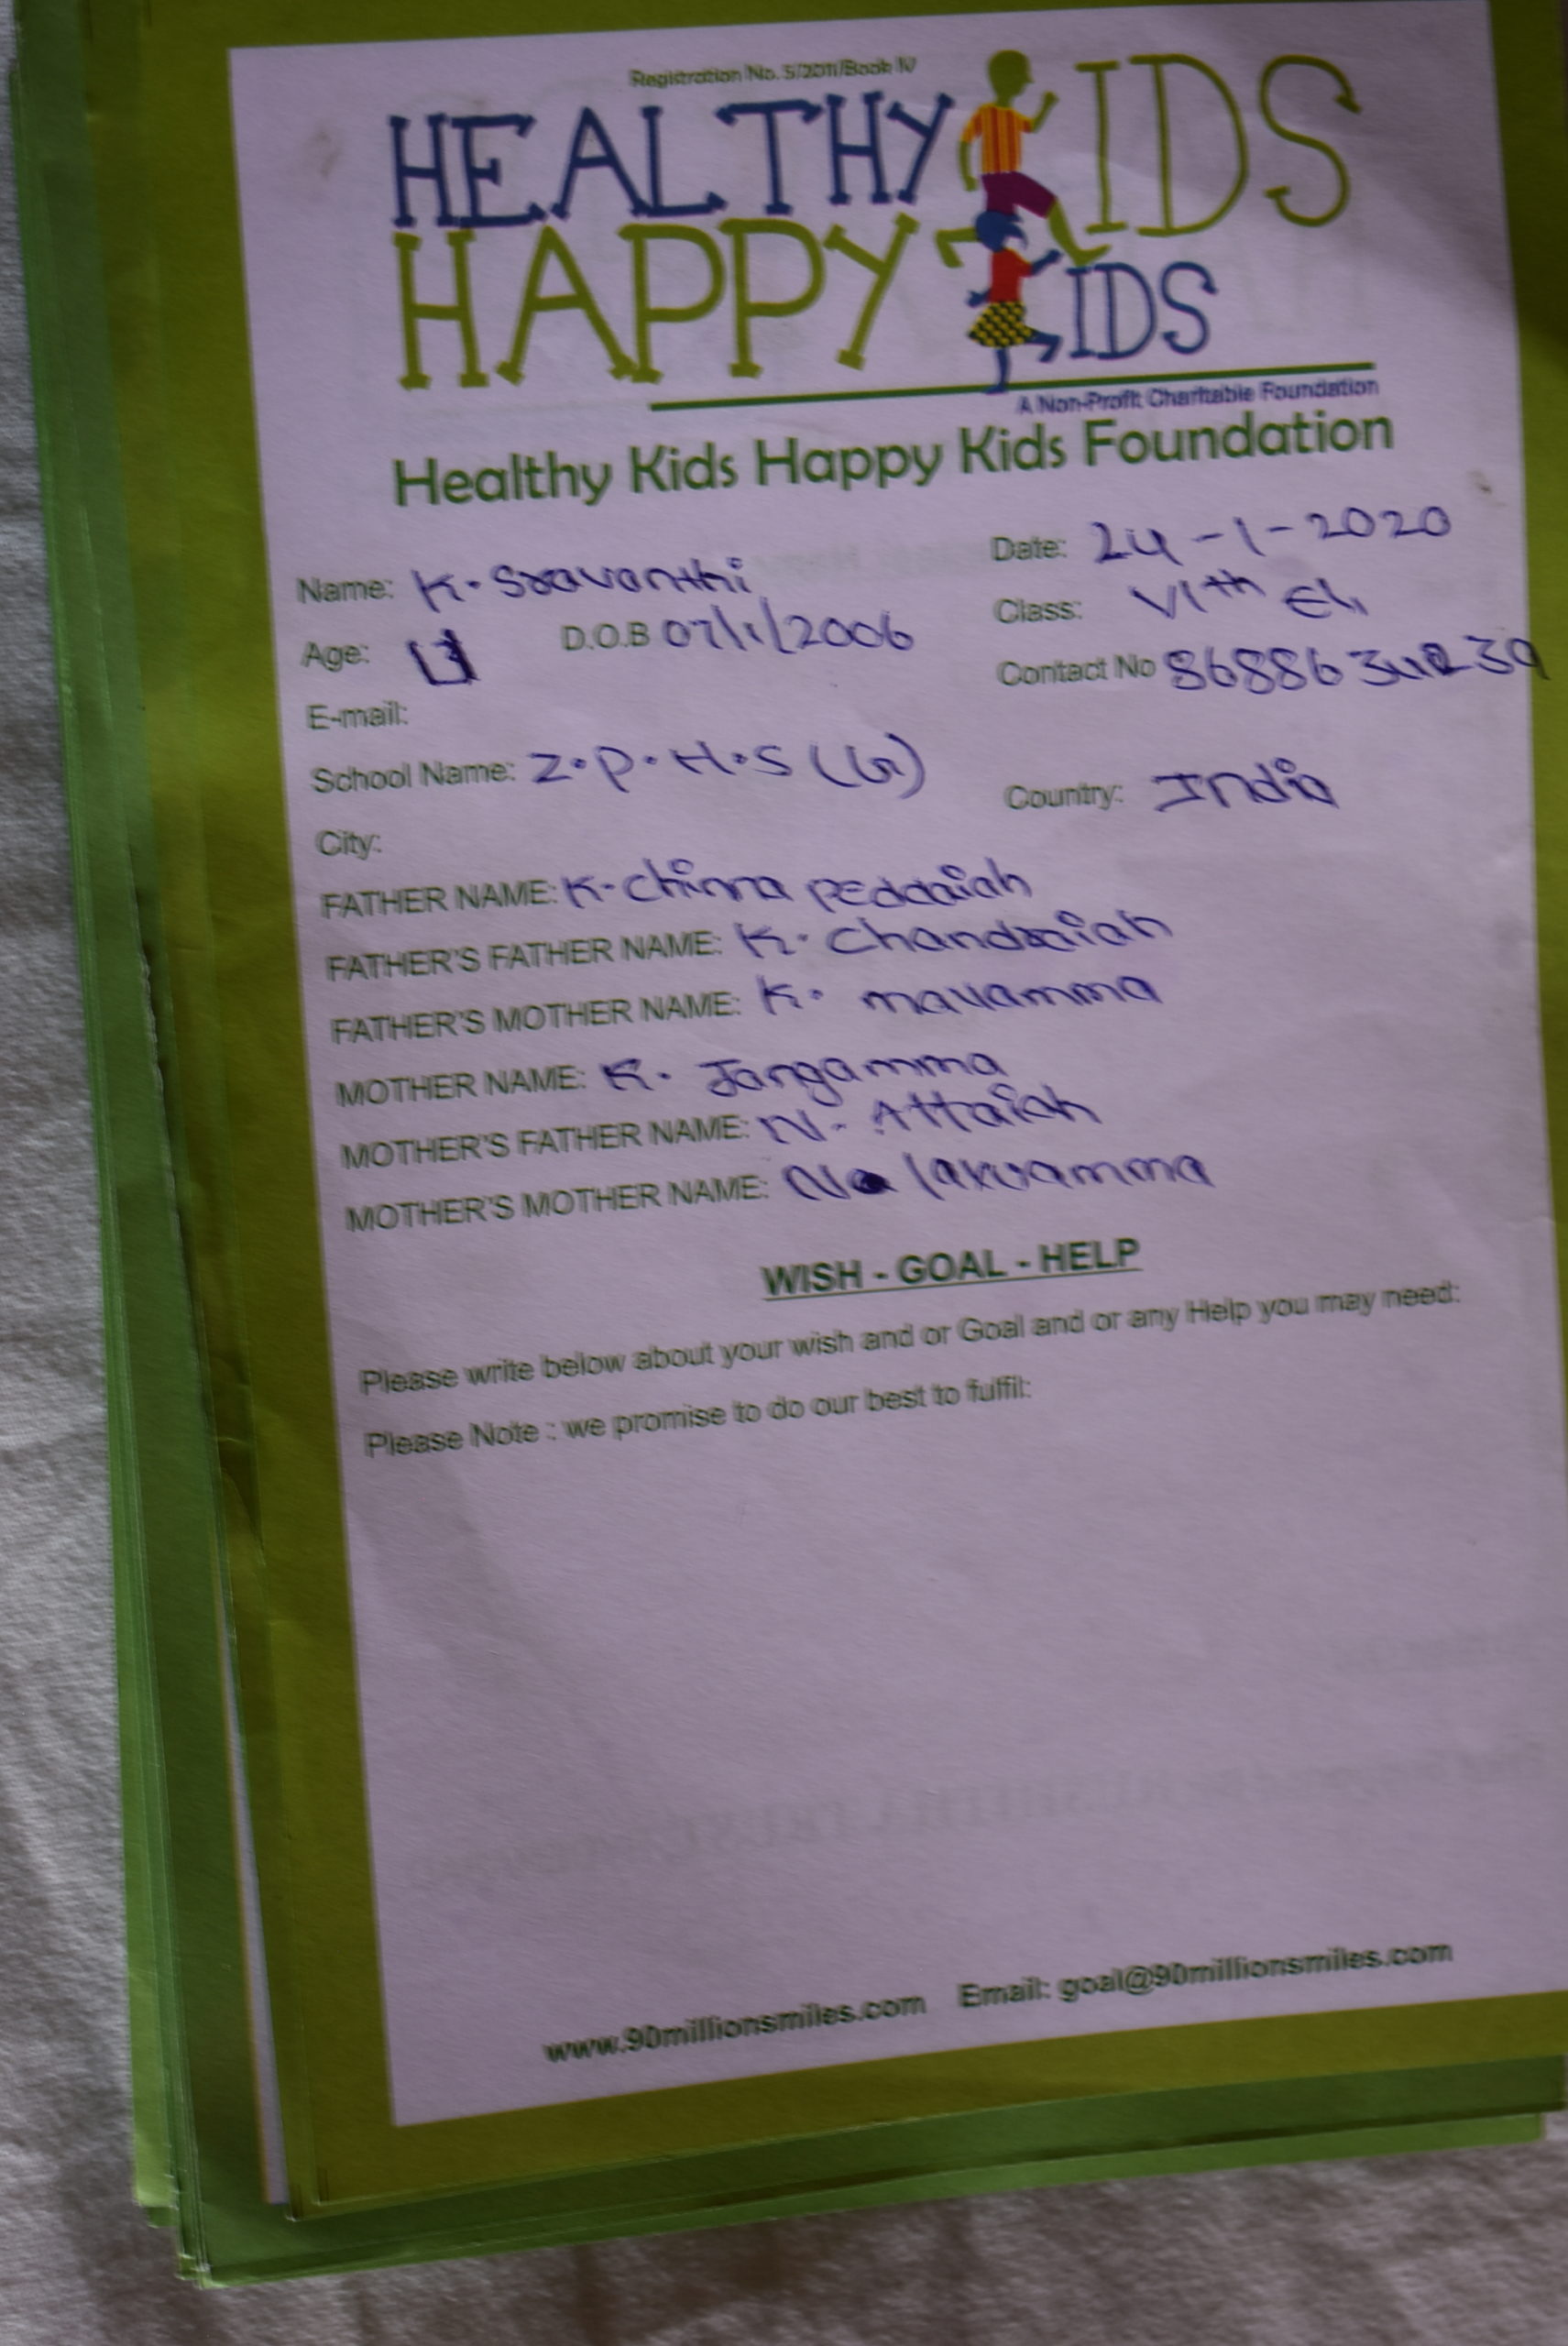 Registration No. 5/2011/Book IV
HEALTHY KIDS
HAPPY KIDS
A Non-Profit Charitable Foundation
Healthy Kids Happy Kids Foundation
Name: K. Sravanthi Date: 24-1-2020
Age: D.O.B 07/1/2006 Class: VIth
E-mail: Contact No
School Name: Z.P.H.S (G)
City: Country: India
FATHER NAME: K. Chinna Peddaiah
FATHER'S FATHER NAME: K. Chandraiah
FATHER'S MOTHER NAME: K. mavamma
MOTHER NAME: K. Jangamma
MOTHER'S FATHER NAME: N. Attaiah
MOTHER'S MOTHER NAME:
WISH - GOAL - HELP
Please write below about your wish and or Goal and or any Help you may need:
Please Note : we promise to do our best to fulfil:
www.90millionsmiles.com Email: goal@90millionsmiles.com